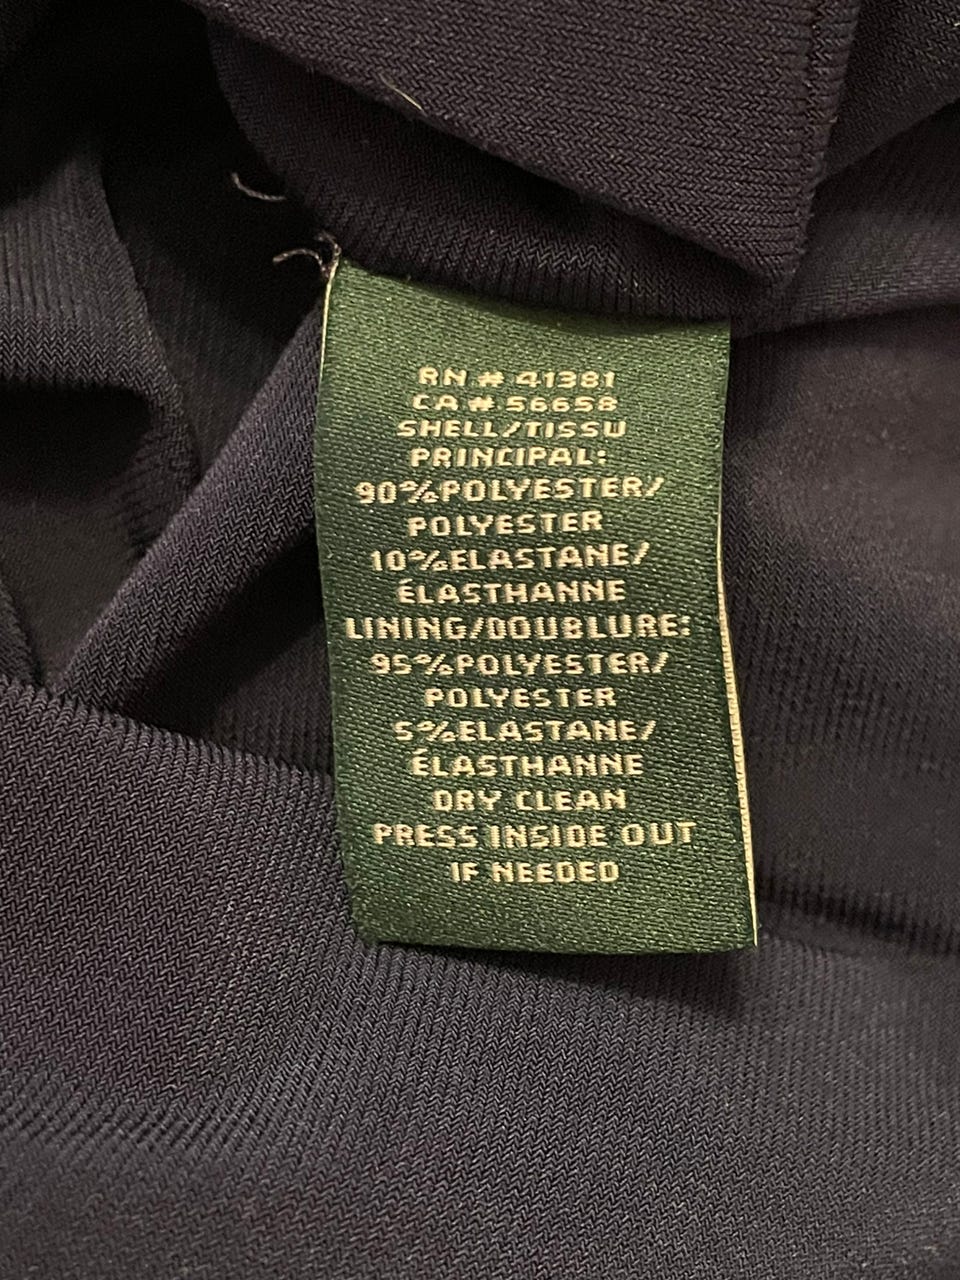 RN # 41381
CA # 56658
SHELL/TISSU
PRINCIPAL:
90%POLYESTER/
POLYESTER
10%ELASTANE/
ÉLASTHANNE
LINING/DOUBLURE:
95%POLYESTER/
POLYESTER
5%ELASTANE/
ÉLASTHANNE
DRY CLEAN
PRESS INSIDE OUT
IF NEEDED